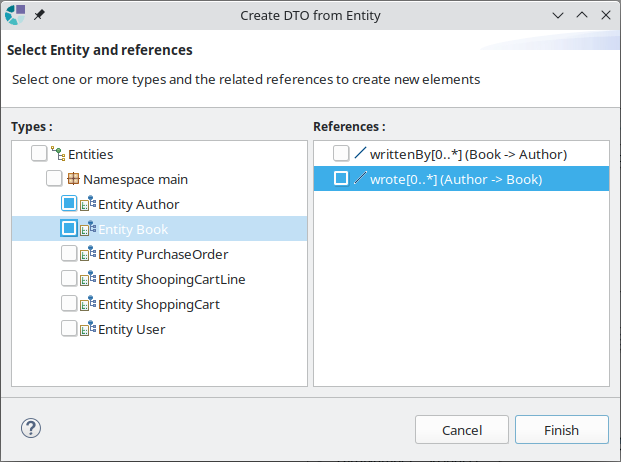 Create DTO from Entity
Select Entity and references
Select one or more types and the related references to create new elements
Types :
References :
Entities
Namespace main
Entity Author
Entity Book
Entity PurchaseOrder
Entity ShoopingCartLine
Entity ShoppingCart
Entity User
writtenBy[0..*] (Book -> Author)
wrote[0..*] (Author -> Book)
?
Cancel
Finish